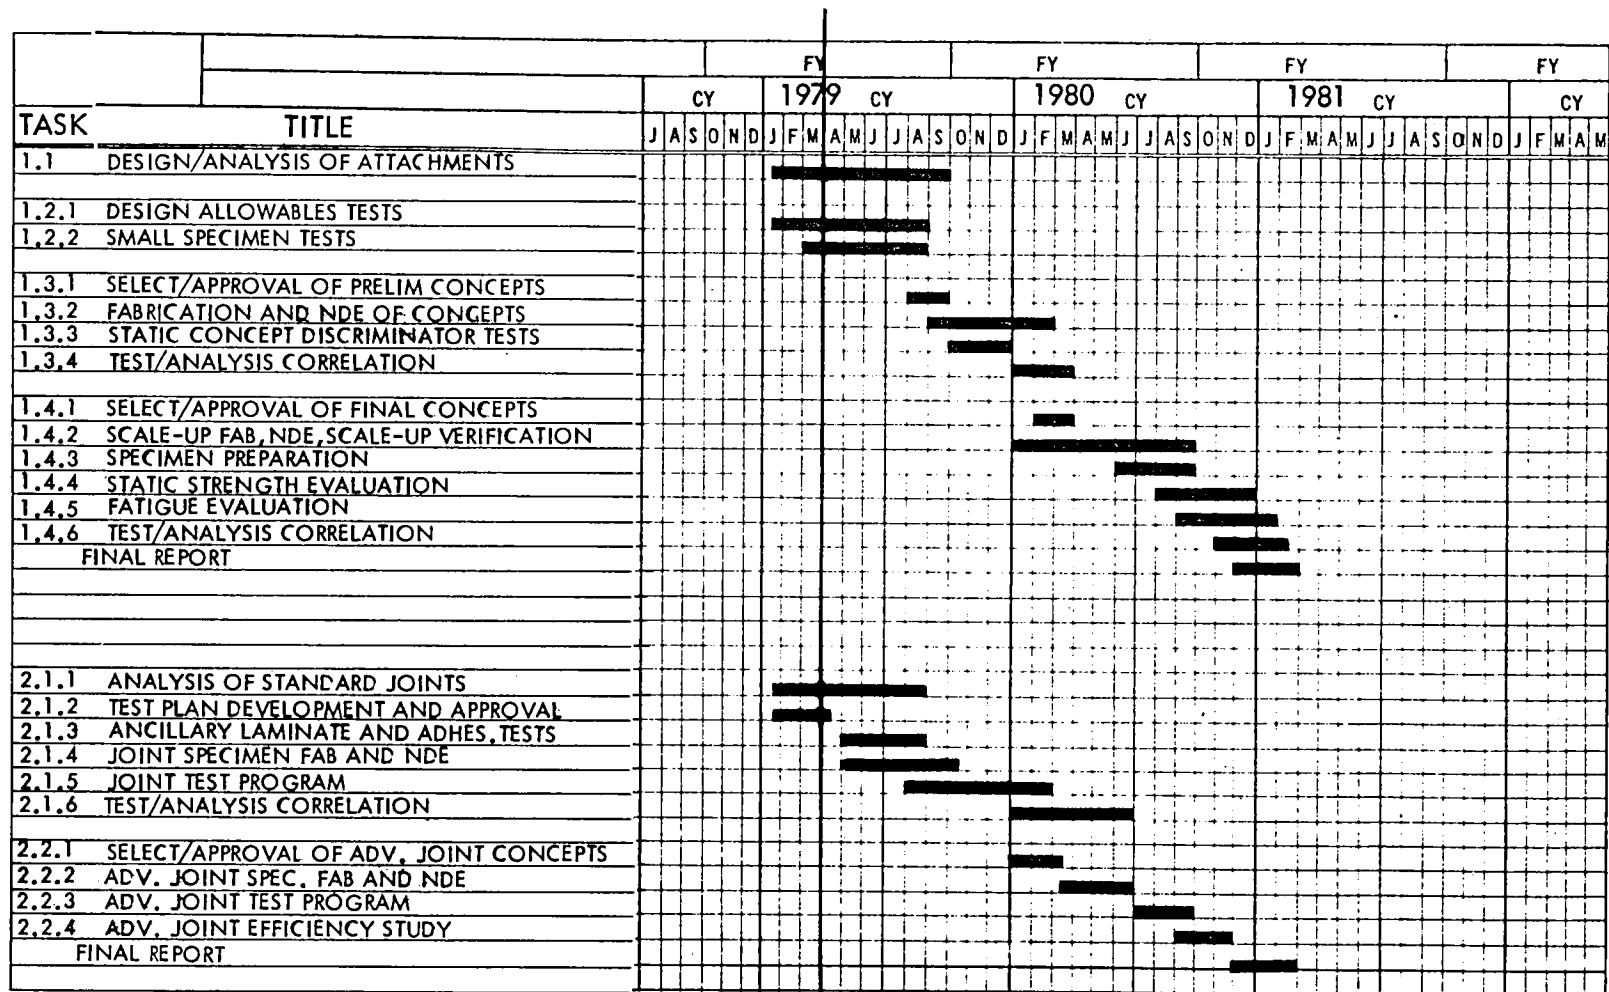 FY FY FY FY
CY 1979 CY 1980 CY 1981 CY CY
TASK TITLE J A S O N D J F M A M J J A S O N D J F M A M J J A S O N D J F M A M J J A S O N D J F M A M
1.1 DESIGN/ANALYSIS OF ATTACHMENTS
1.2.1 DESIGN ALLOWABLES TESTS
1.2.2 SMALL SPECIMEN TESTS
1.3.1 SELECT/APPROVAL OF PRELIM CONCEPTS
1.3.2 FABRICATION AND NDE OF CONCEPTS
1.3.3 STATIC CONCEPT DISCRIMINATOR TESTS
1.3.4 TEST/ANALYSIS CORRELATION
1.4.1 SELECT/APPROVAL OF FINAL CONCEPTS
1.4.2 SCALE-UP FAB, NDE, SCALE-UP VERIFICATION
1.4.3 SPECIMEN PREPARATION
1.4.4 STATIC STRENGTH EVALUATION
1.4.5 FATIGUE EVALUATION
1.4.6 TEST/ANALYSIS CORRELATION
FINAL REPORT
2.1.1 ANALYSIS OF STANDARD JOINTS
2.1.2 TEST PLAN DEVELOPMENT AND APPROVAL
2.1.3 ANCILLARY LAMINATE AND ADHES. TESTS
2.1.4 JOINT SPECIMEN FAB AND NDE
2.1.5 JOINT TEST PROGRAM
2.1.6 TEST/ANALYSIS CORRELATION
2.2.1 SELECT/APPROVAL OF ADV. JOINT CONCEPTS
2.2.2 ADV. JOINT SPEC. FAB AND NDE
2.2.3 ADV. JOINT TEST PROGRAM
2.2.4 ADV. JOINT EFFICIENCY STUDY
FINAL REPORT